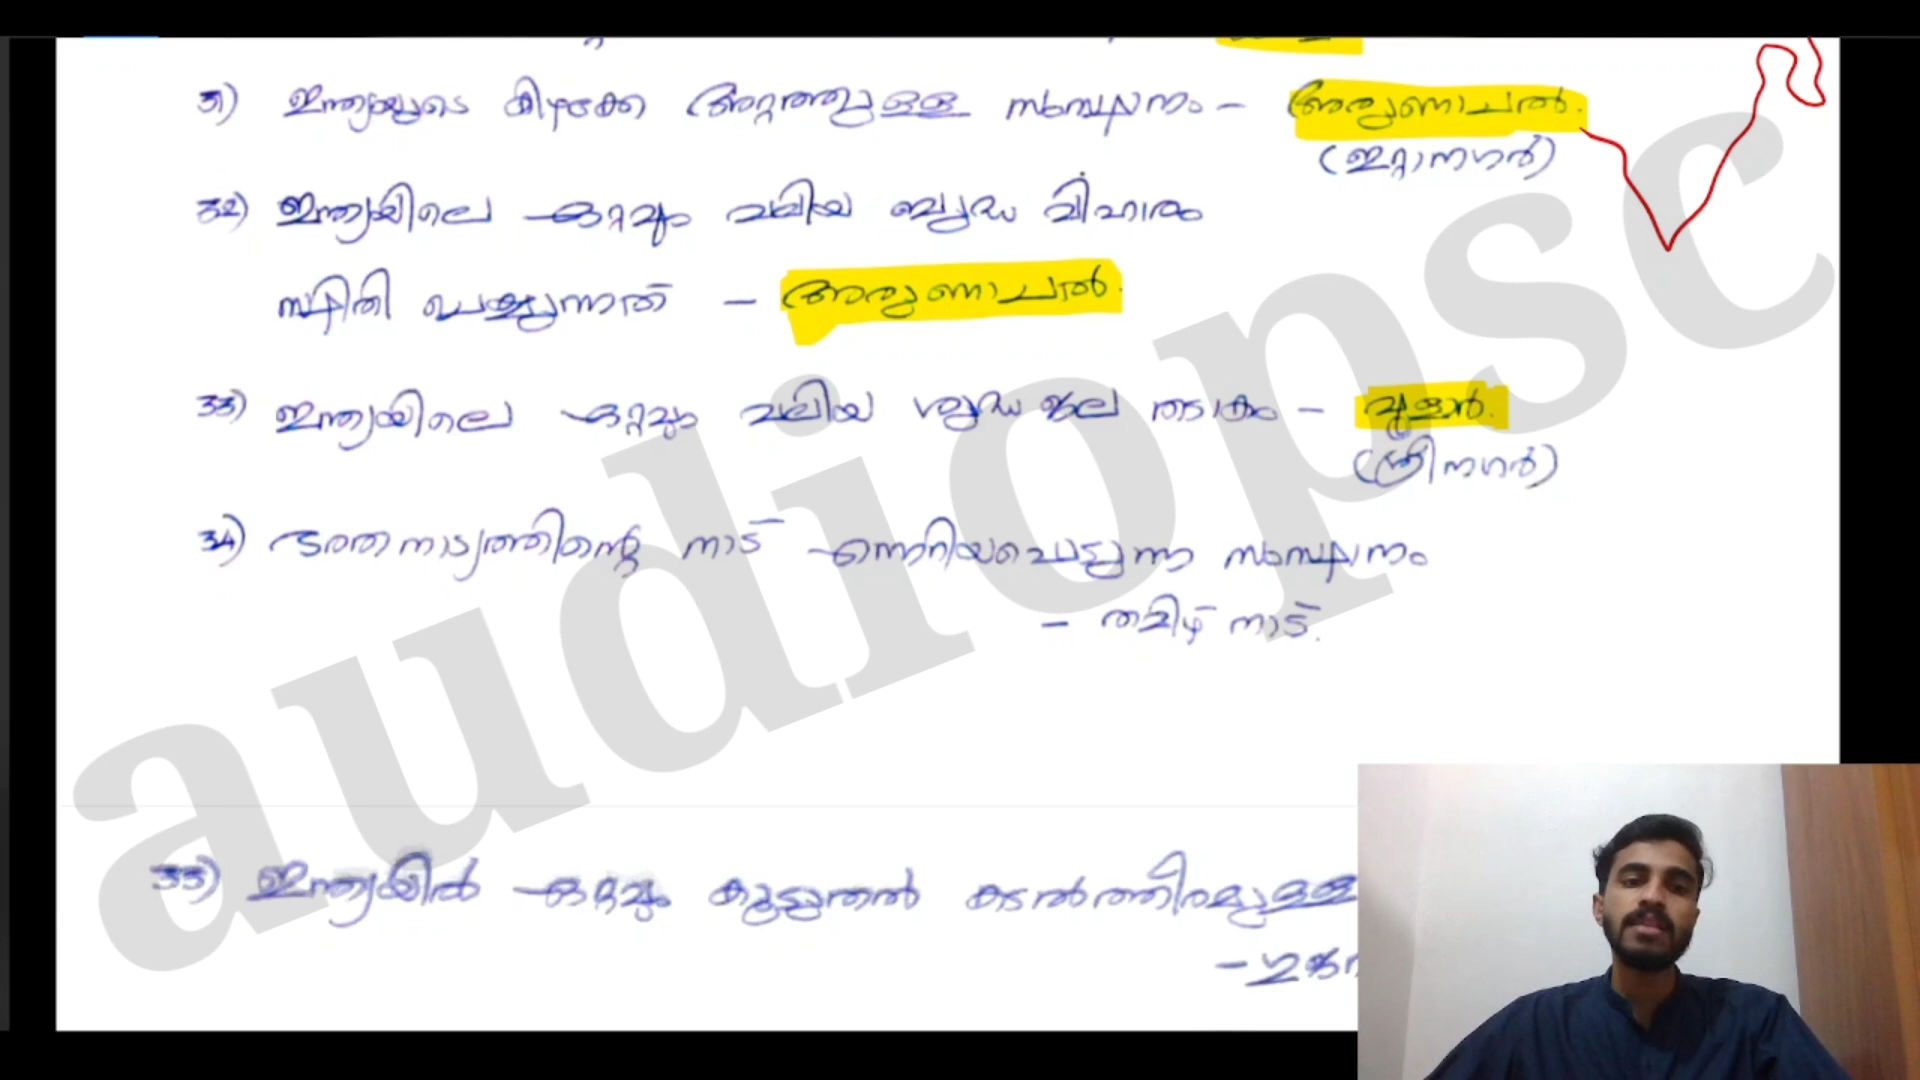 31) ഇന്ത്യയുടെ കിഴക്കേ അറ്റത്തുള്ള സംസ്ഥാനം - അരുണാചൽ.
(ഇറ്റാനഗർ)
32) ഇന്ത്യയിലെ ഏറ്റവും വലിയ ബുദ്ധ വിഹാരം
സ്ഥിതി ചെയ്യുന്നത് - അരുണാചൽ.
33) ഇന്ത്യയിലെ ഏറ്റവും വലിയ ശുദ്ധജല തടാകം - വൂളാർ.
(ശ്രീനഗർ)
34) ഭരതനാട്യത്തിന്റെ നാട് എന്നറിയപ്പെടുന്ന സംസ്ഥാനം
- തമിഴ് നാട്.
35) ഇന്ത്യയിൽ ഏറ്റവും കൂടുതൽ കടൽത്തീരമുള്ള
audiopsc